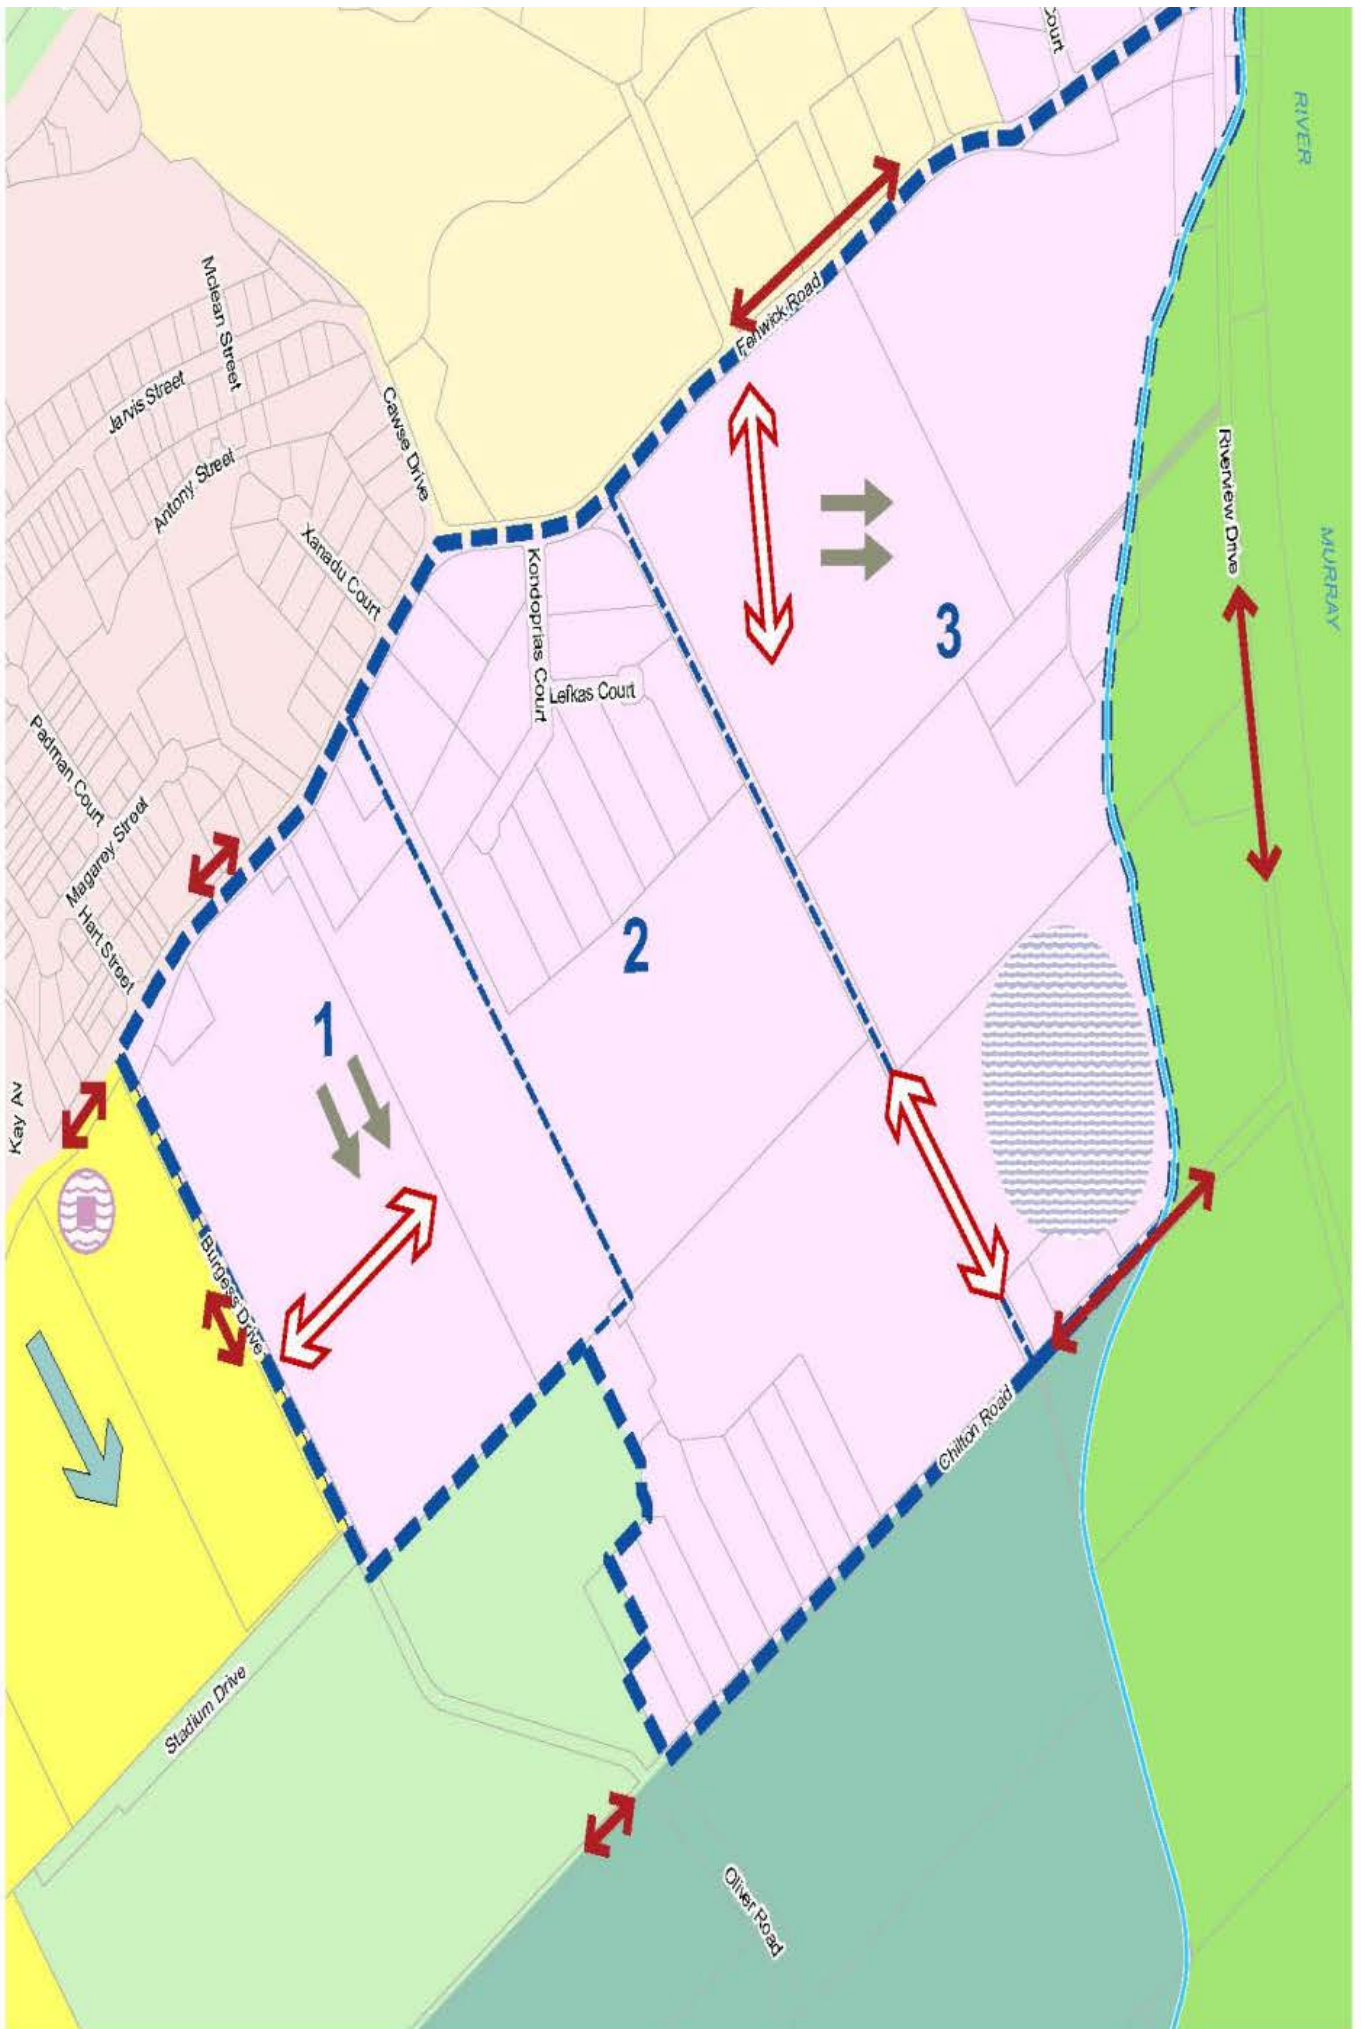 Court
RIVER
Mclean Street
Fenwick Road
Jarvis Street
Cawse Drive
Riverview Drive
MURRAY
Antony Street
Xanadu Court
Kondoprias Court
3
Lefkas Court
Padman Court
Magarey Street
Hart Street
2
1
Kay Av
Burgess Drive
Chilton Road
Stadium Drive
Oliver Road